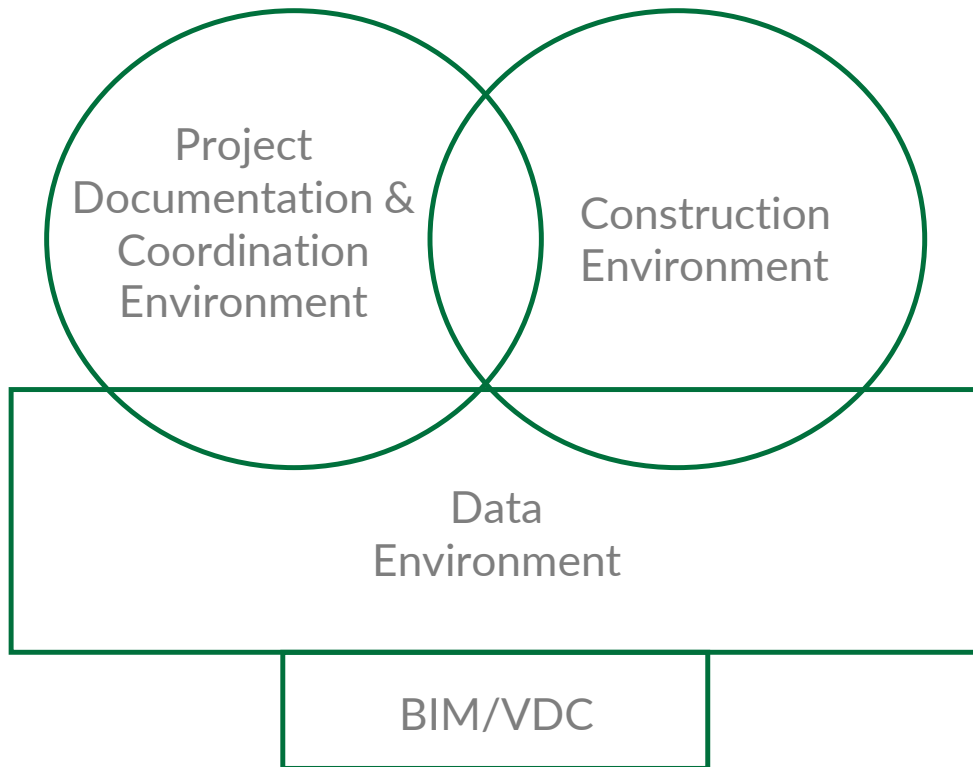 Project
Documentation &
Coordination
Environment
Construction
Environment
Data
Environment
BIM/VDC